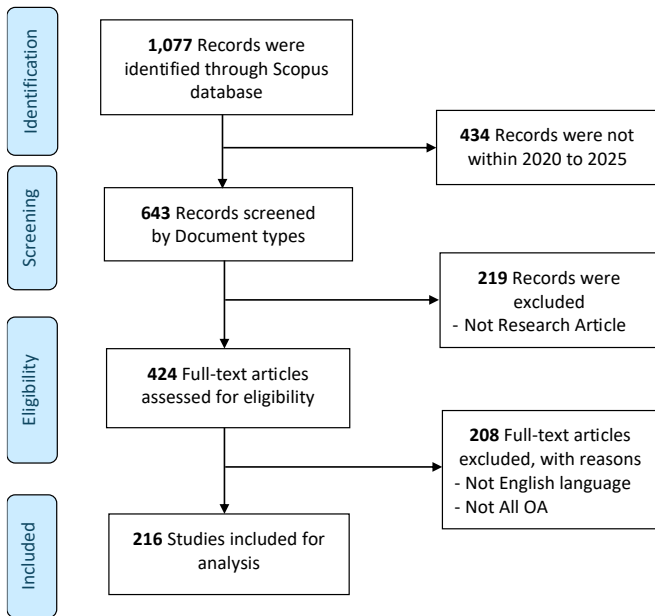 Identification
1,077 Records were
identified through Scopus
database
434 Records were not
within 2020 to 2025
Screening
643 Records screened
by Document types
219 Records were
excluded
- Not Research Article
Eligibility
424 Full-text articles
assessed for eligibility
208 Full-text articles
excluded, with reasons
- Not English language
- Not All OA
Included
216 Studies included for
analysis